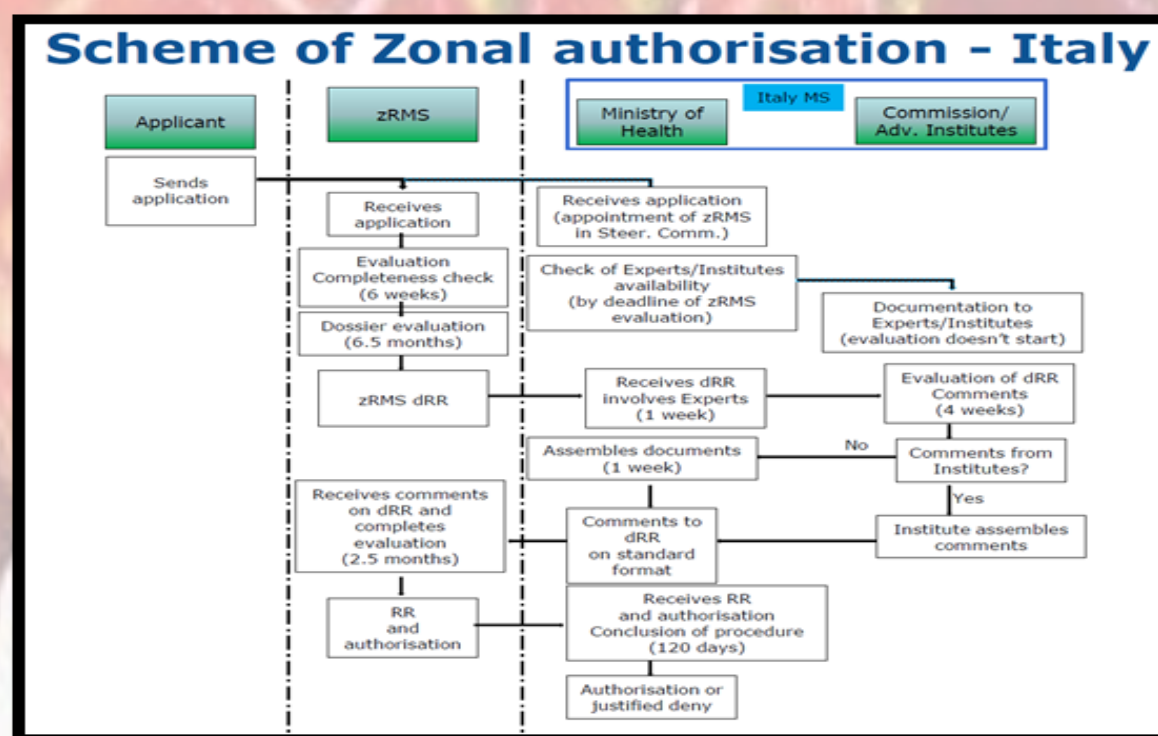 Scheme of Zonal authorisation - Italy
Applicant
zRMS
Italy MS
Ministry of
Health
Commission/
Adv. Institutes
Sends
application
Receives
application
Receives application
(appointment of zRMS
in Steer. Comm.)
Evaluation
Completeness check
(6 weeks)
Check of Experts/Institutes
availability
(by deadline of zRMS
evaluation)
Documentation to
Experts/Institutes
(evaluation doesn't start)
Dossier evaluation
(6.5 months)
zRMS dRR
Receives dRR
involves Experts
(1 week)
Evaluation of dRR
Comments
(4 weeks)
Assembles documents
(1 week)
No
Comments from
Institutes?
Yes
Receives comments
on dRR and
completes
evaluation
(2.5 months)
Comments to
dRR
on standard
format
Institute assembles
comments
RR
and
authorisation
Receives RR
and authorisation
Conclusion of procedure
(120 days)
Authorisation or
justified deny